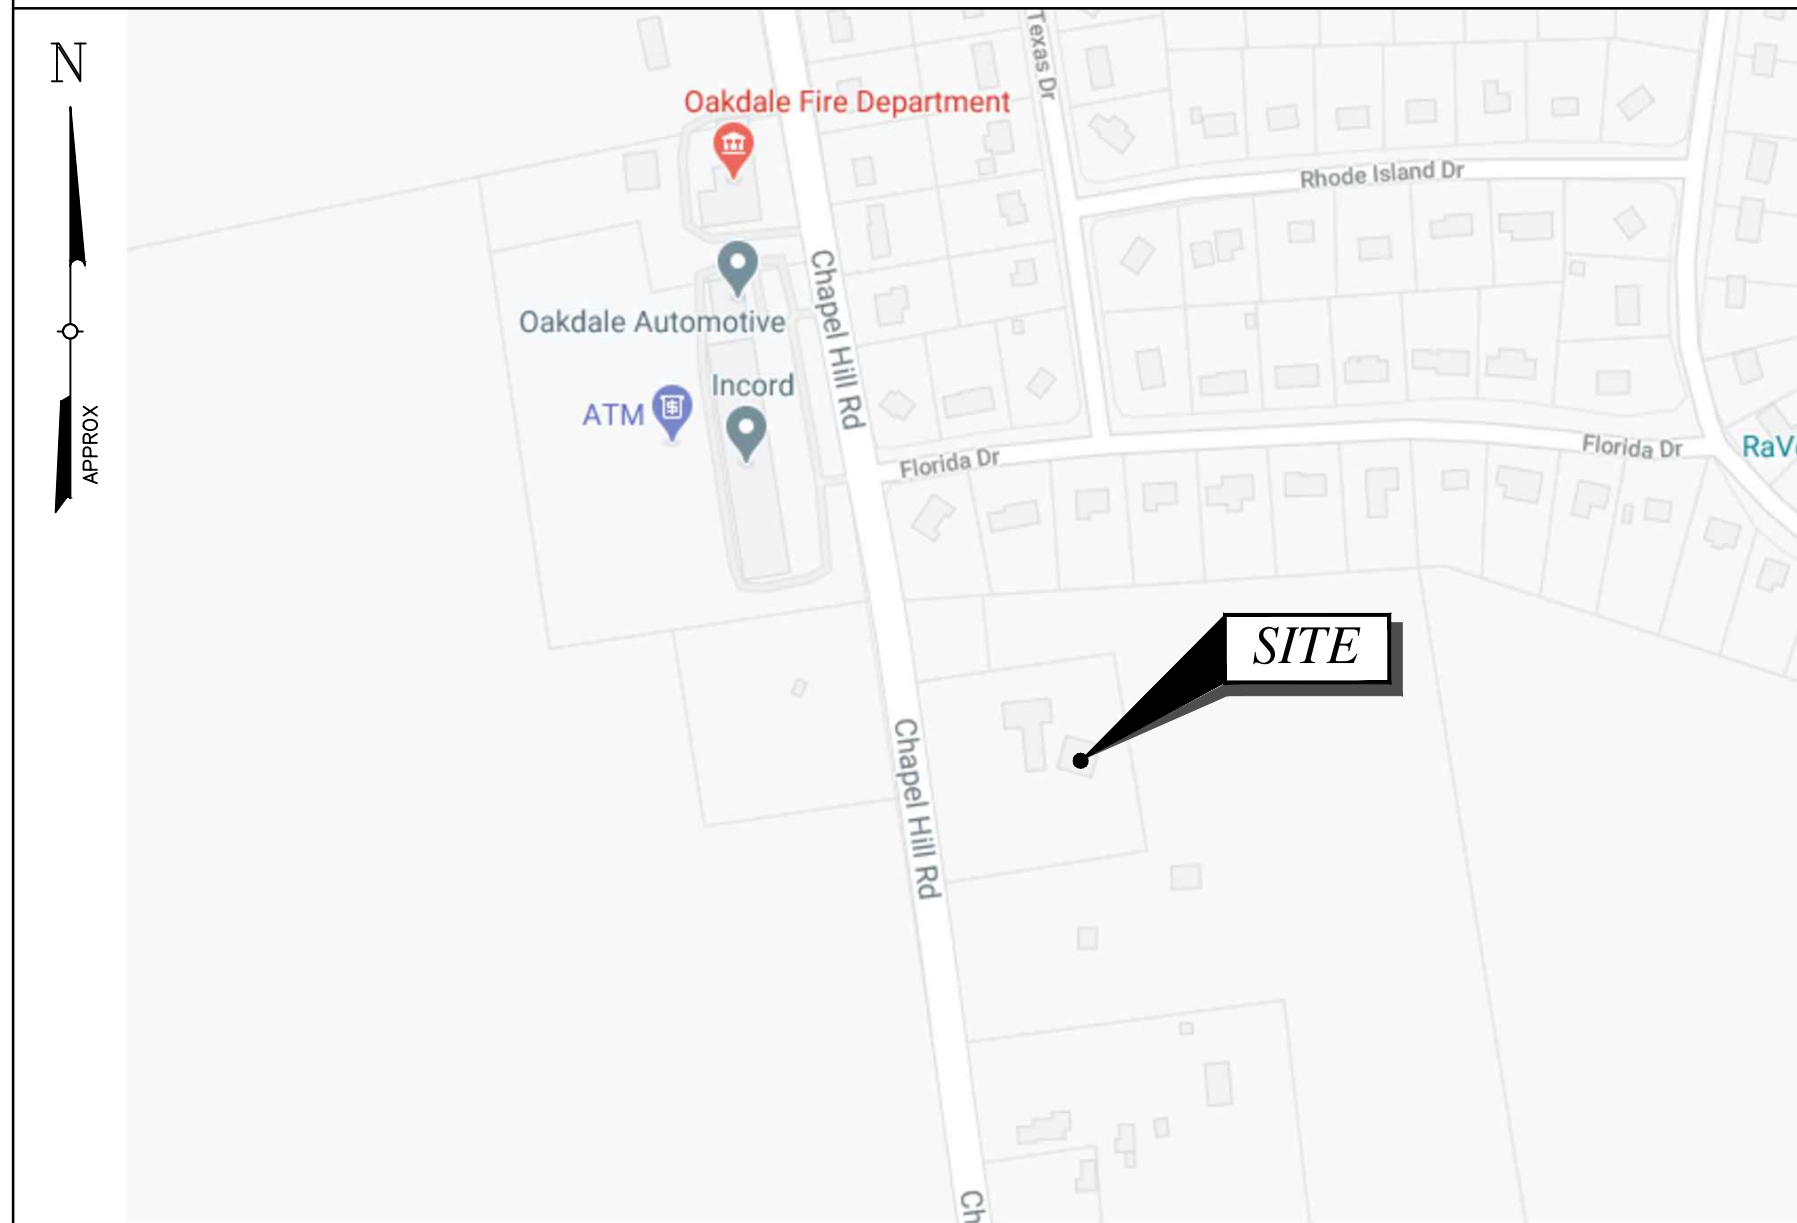 N
APPROX
Texas Dr
Oakdale Fire Department
Rhode Island Dr
Oakdale Automotive
Chapel Hill Rd
Incord
ATM
Florida Dr
Florida Dr
SITE
Chapel Hill Rd